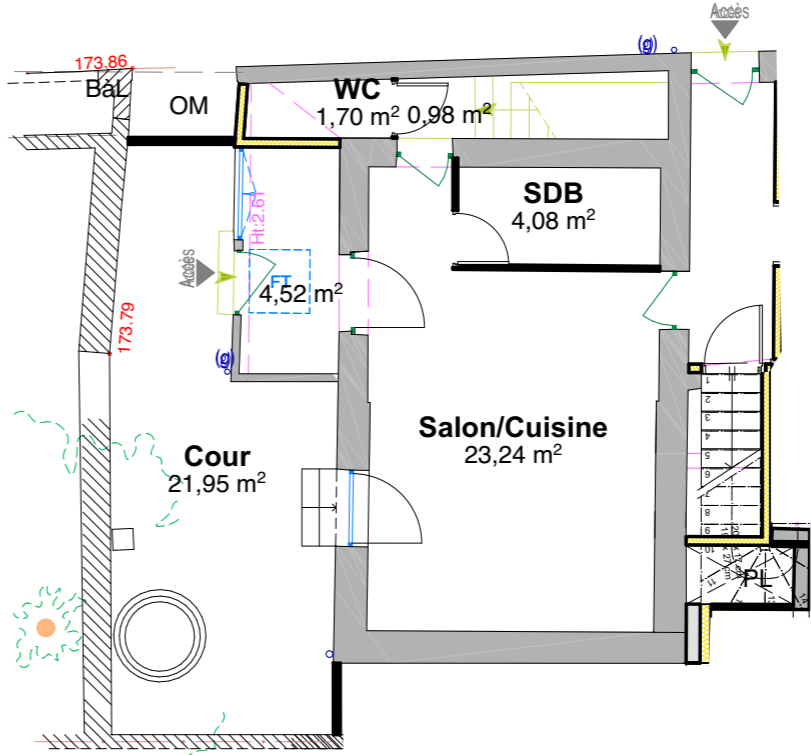 Accès
(g)
173.86
BàL
OM
WC
1,70 m² 0,98 m²
SDB
4,08 m²
Ht:2.61
Accès
FT
4,52 m²
173.79
(g)
Salon/Cuisine
23,24 m²
Cour
21,95 m²
1
2
3
4
5
6
7
8
9
10
11
PL
14